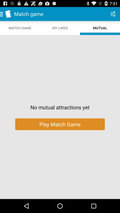 7:51
Match game
MATCH GAME
MY LIKES
MUTUAL
No mutual attractions yet
Play Match Game